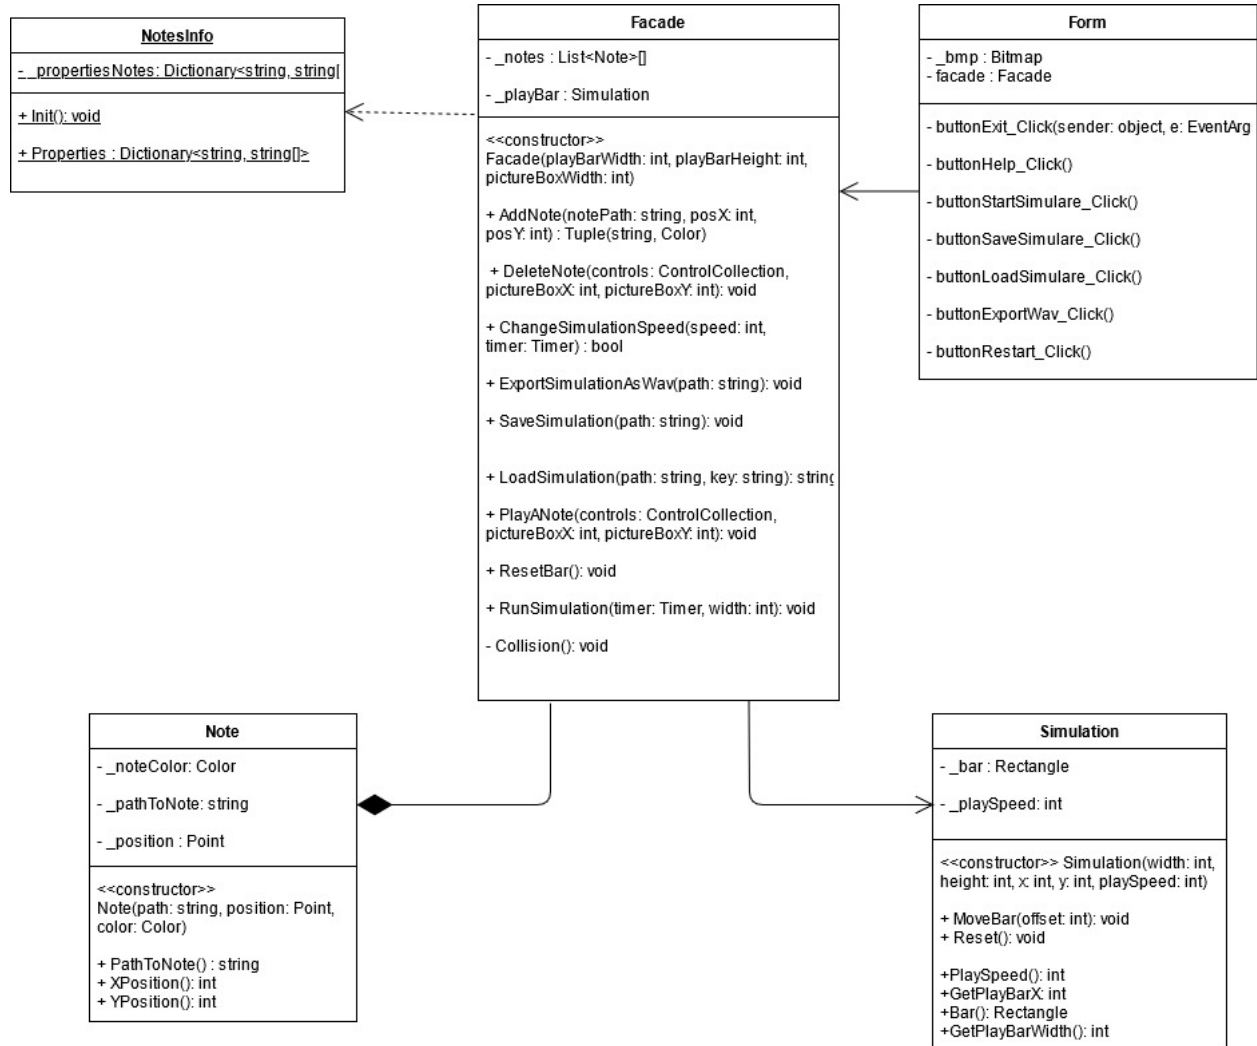 NotesInfo
- _propertiesNotes: Dictionary<string, string[
+ Init(): void
+ Properties : Dictionary<string, string[]>
Facade
- _notes : List<Note>[]
- _playBar : Simulation
<<constructor>>
Facade(playBarWidth: int, playBarHeight: int,
pictureBoxWidth: int)
+ AddNote(notePath: string, posX: int,
posY: int) : Tuple(string, Color)
+ DeleteNote(controls: ControlCollection,
pictureBoxX: int, pictureBoxY: int): void
+ ChangeSimulationSpeed(speed: int,
timer: Timer) : bool
+ ExportSimulationAsWav(path: string): void
+ SaveSimulation(path: string): void
+ LoadSimulation(path: string, key: string): string
+ PlayANote(controls: ControlCollection,
pictureBoxX: int, pictureBoxY: int): void
+ ResetBar(): void
+ RunSimulation(timer: Timer, width: int): void
- Collision(): void
Form
- _bmp : Bitmap
- facade : Facade
- buttonExit_Click(sender: object, e: EventArg
- buttonHelp_Click()
- buttonStartSimulare_Click()
- buttonSaveSimulare_Click()
- buttonLoadSimulare_Click()
- buttonExportWav_Click()
- buttonRestart_Click()
Note
- _noteColor: Color
- _pathToNote: string
- _position : Point
<<constructor>>
Note(path: string, position: Point,
color: Color)
+ PathToNote() : string
+ XPosition(): int
+ YPosition(): int
Simulation
- _bar : Rectangle
- _playSpeed: int
<<constructor>> Simulation(width: int,
height: int, x: int, y: int, playSpeed: int)
+ MoveBar(offset: int): void
+ Reset(): void
+PlaySpeed(): int
+GetPlayBarX: int
+Bar(): Rectangle
+GetPlayBarWidth(): int